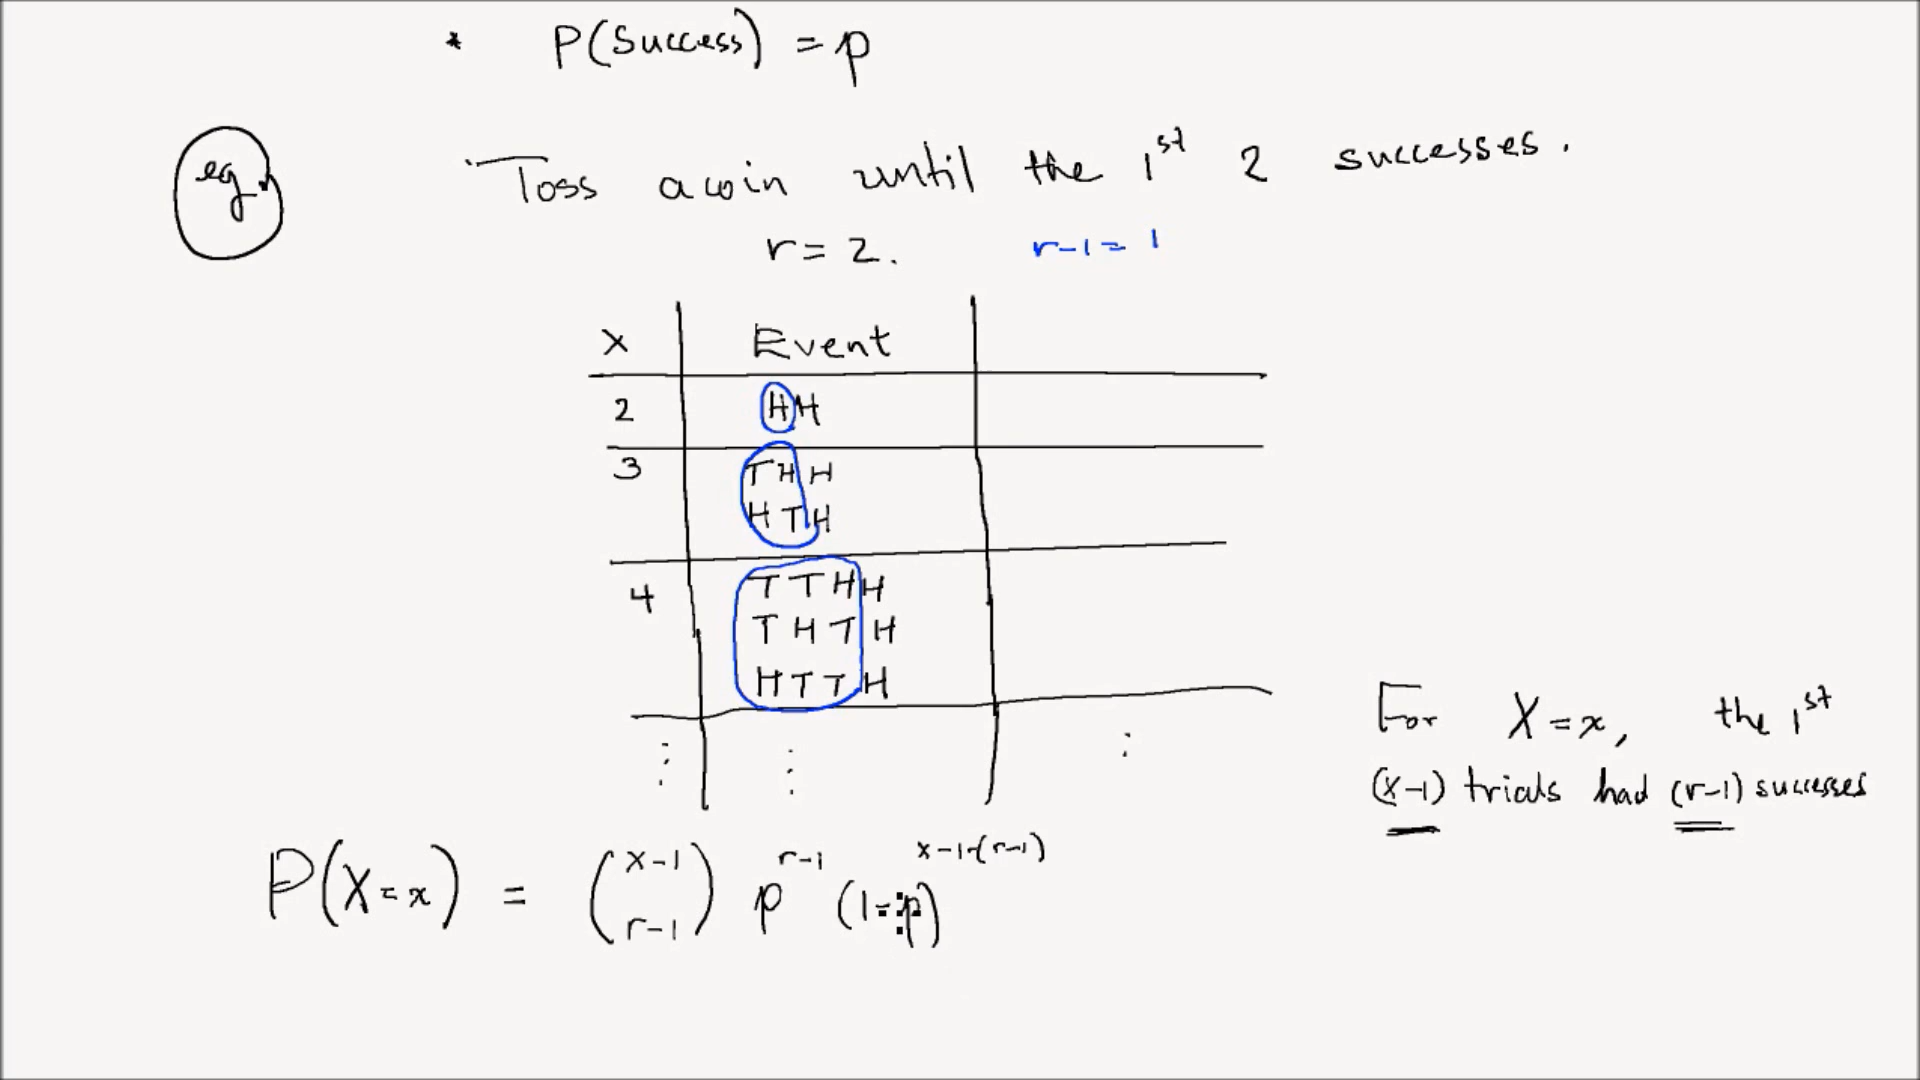 * P(Success) = p
eg. Toss a coin until the 1st 2 successes.
r = 2. r-1 = 1
X Event
2 HH
3 THH
HTH
4 TTHH
THTH
HTTH
⋮ ⋮ ⋮
For X = x, the 1st
(x-1) trials had (r-1) successes
P(X = x) = (x-1 r-1) p^r-1 (1-p)^x-1-(r-1)